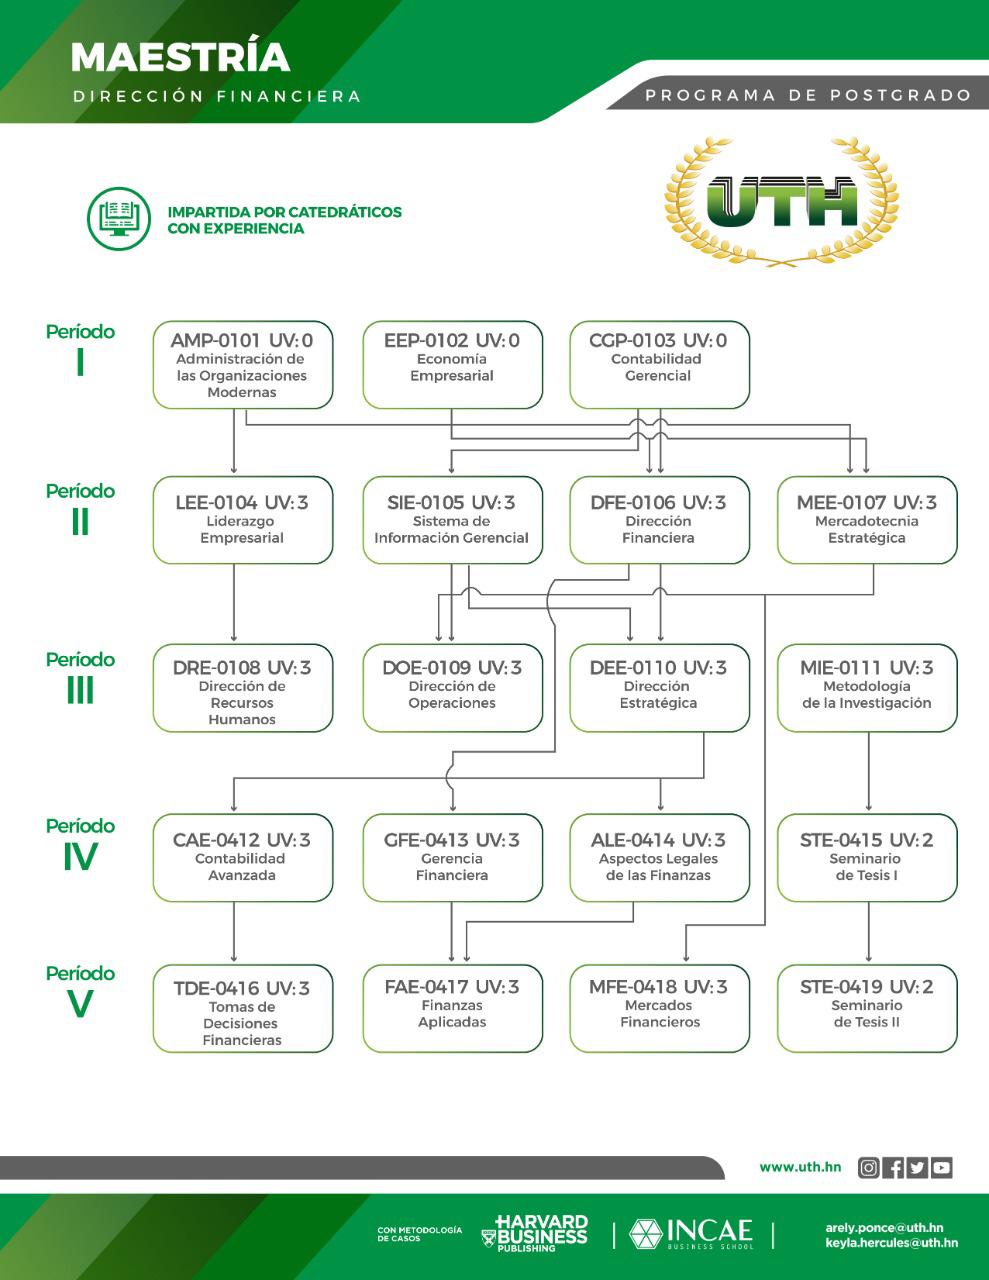 MAESTRÍA
DIRECCIÓN FINANCIERA
PROGRAMA DE POSTGRADO
UTH
IMPARTIDA POR CATEDRÁTICOS
CON EXPERIENCIA
Período
I
AMP-0101 UV: 0
Administración de
las Organizaciones
Modernas
EEP-0102 UV: 0
Economía
Empresarial
CGP-0103 UV: 0
Contabilidad
Gerencial
Período
II
LEE-0104 UV: 3
Liderazgo
Empresarial
SIE-0105 UV: 3
Sistema de
Información Gerencial
DFE-0106 UV: 3
Dirección
Financiera
MEE-0107 UV: 3
Mercadotecnia
Estratégica
Período
III
DRE-0108 UV: 3
Dirección de
Recursos
Humanos
DOE-0109 UV: 3
Dirección de
Operaciones
DEE-0110 UV: 3
Dirección
Estratégica
MIE-0111 UV: 3
Metodología
de la Investigación
Período
IV
CAE-0412 UV: 3
Contabilidad
Avanzada
GFE-0413 UV: 3
Gerencia
Financiera
ALE-0414 UV: 3
Aspectos Legales
de las Finanzas
STE-0415 UV: 2
Seminario
de Tesis I
Período
V
TDE-0416 UV: 3
Tomas de
Decisiones
Financieras
FAE-0417 UV: 3
Finanzas
Aplicadas
MFE-0418 UV: 3
Mercados
Financieros
STE-0419 UV: 2
Seminario
de Tesis II
www.uth.hn
CON METODOLOGÍA
DE CASOS
HARVARD
BUSINESS
PUBLISHING
INCAE
BUSINESS SCHOOL
arely.ponce@uth.hn
keyla.hercules@uth.hn